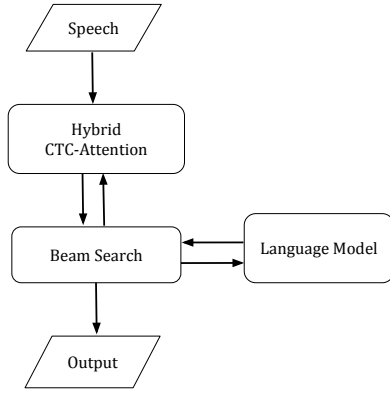 Speech
Hybrid
CTC-Attention
Beam Search
Language Model
Output